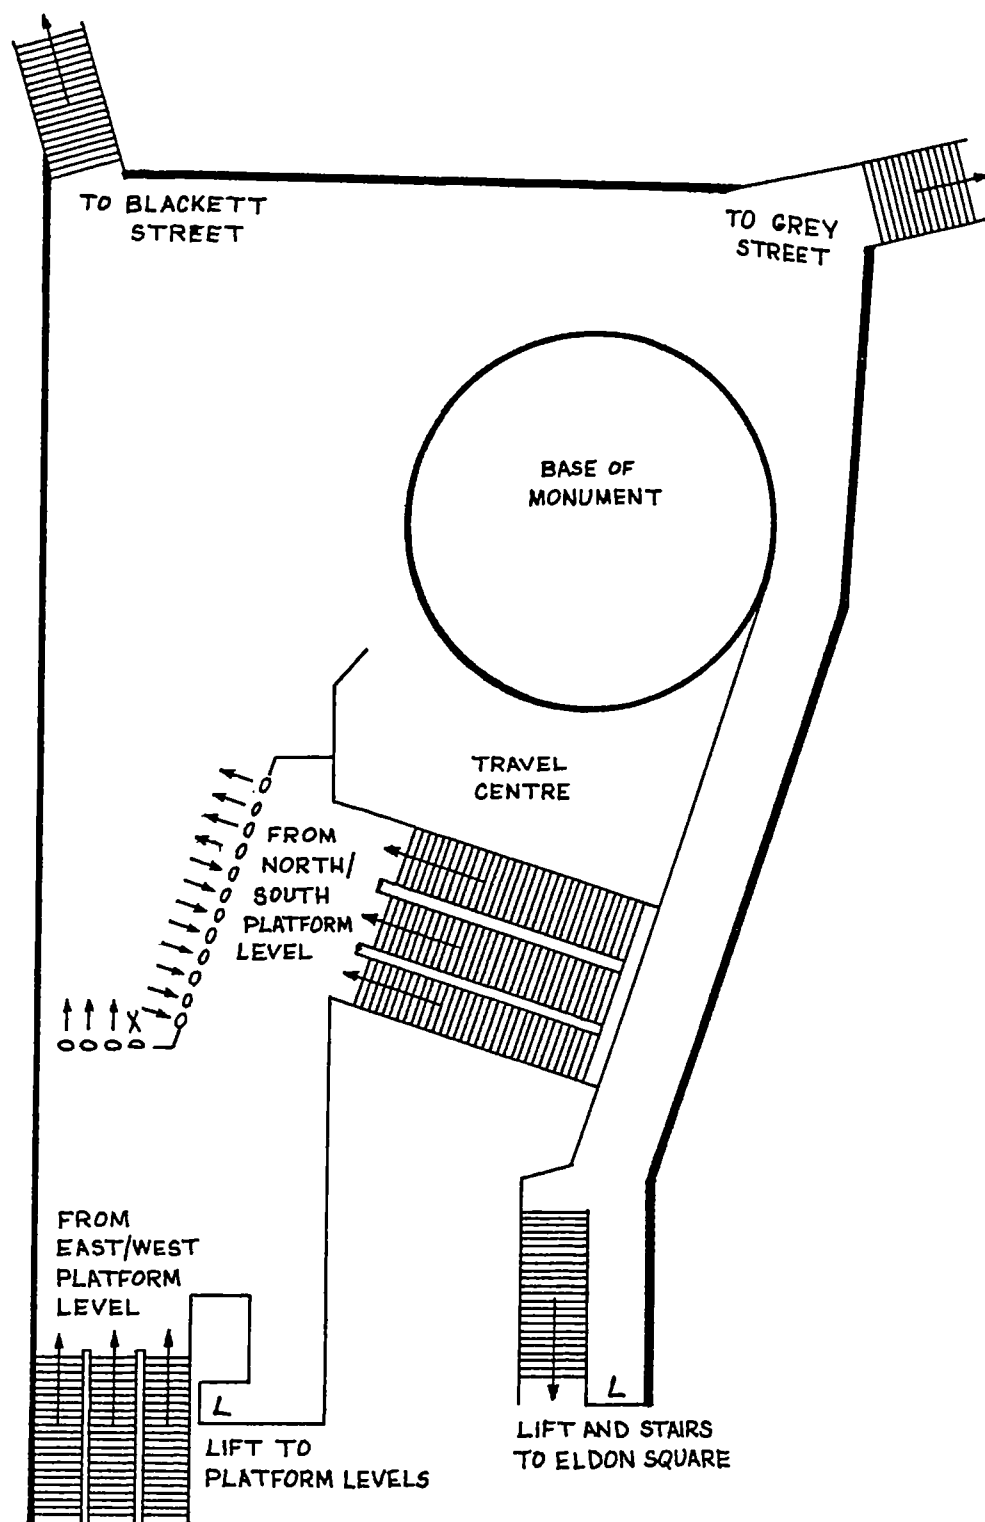 TO BLACKETT
STREET
TO GREY
STREET
BASE OF
MONUMENT
TRAVEL
CENTRE
FROM
NORTH/
SOUTH
PLATFORM
LEVEL
X
FROM
EAST/WEST
PLATFORM
LEVEL
L
LIFT TO
PLATFORM LEVELS
L
LIFT AND STAIRS
TO ELDON SQUARE